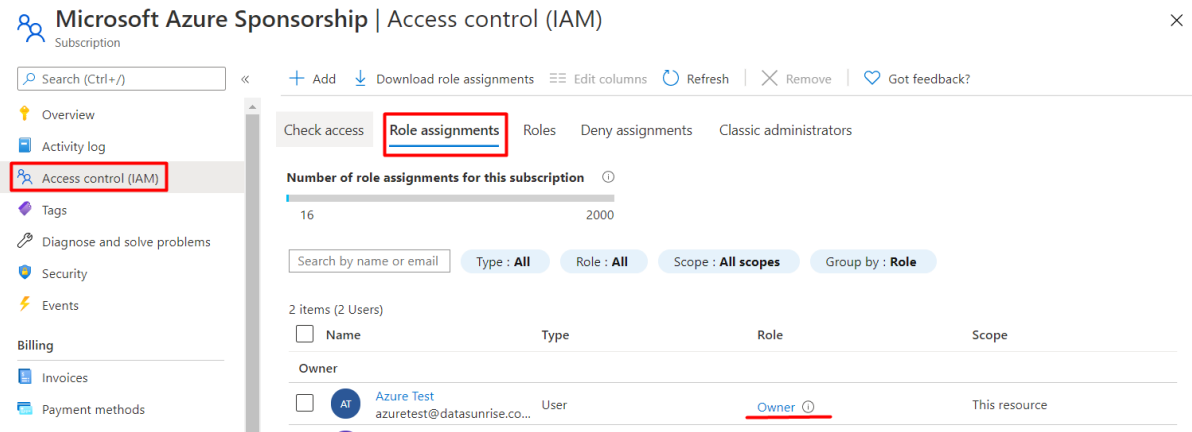 Microsoft Azure Sponsorship | Access control (IAM)
Subscription
Search (Ctrl+/)
«
Add
Download role assignments
Edit columns
Refresh
Remove
Got feedback?
Overview
Activity log
Access control (IAM)
Tags
Diagnose and solve problems
Security
Events
Billing
Invoices
Payment methods
Check access
Role assignments
Roles
Deny assignments
Classic administrators
Number of role assignments for this subscription
16
2000
Search by name or email
Type : All
Role : All
Scope : All scopes
Group by : Role
2 items (2 Users)
Name
Type
Role
Scope
Owner
AT
Azure Test
azuretest@datasunrise.co...
User
Owner
This resource